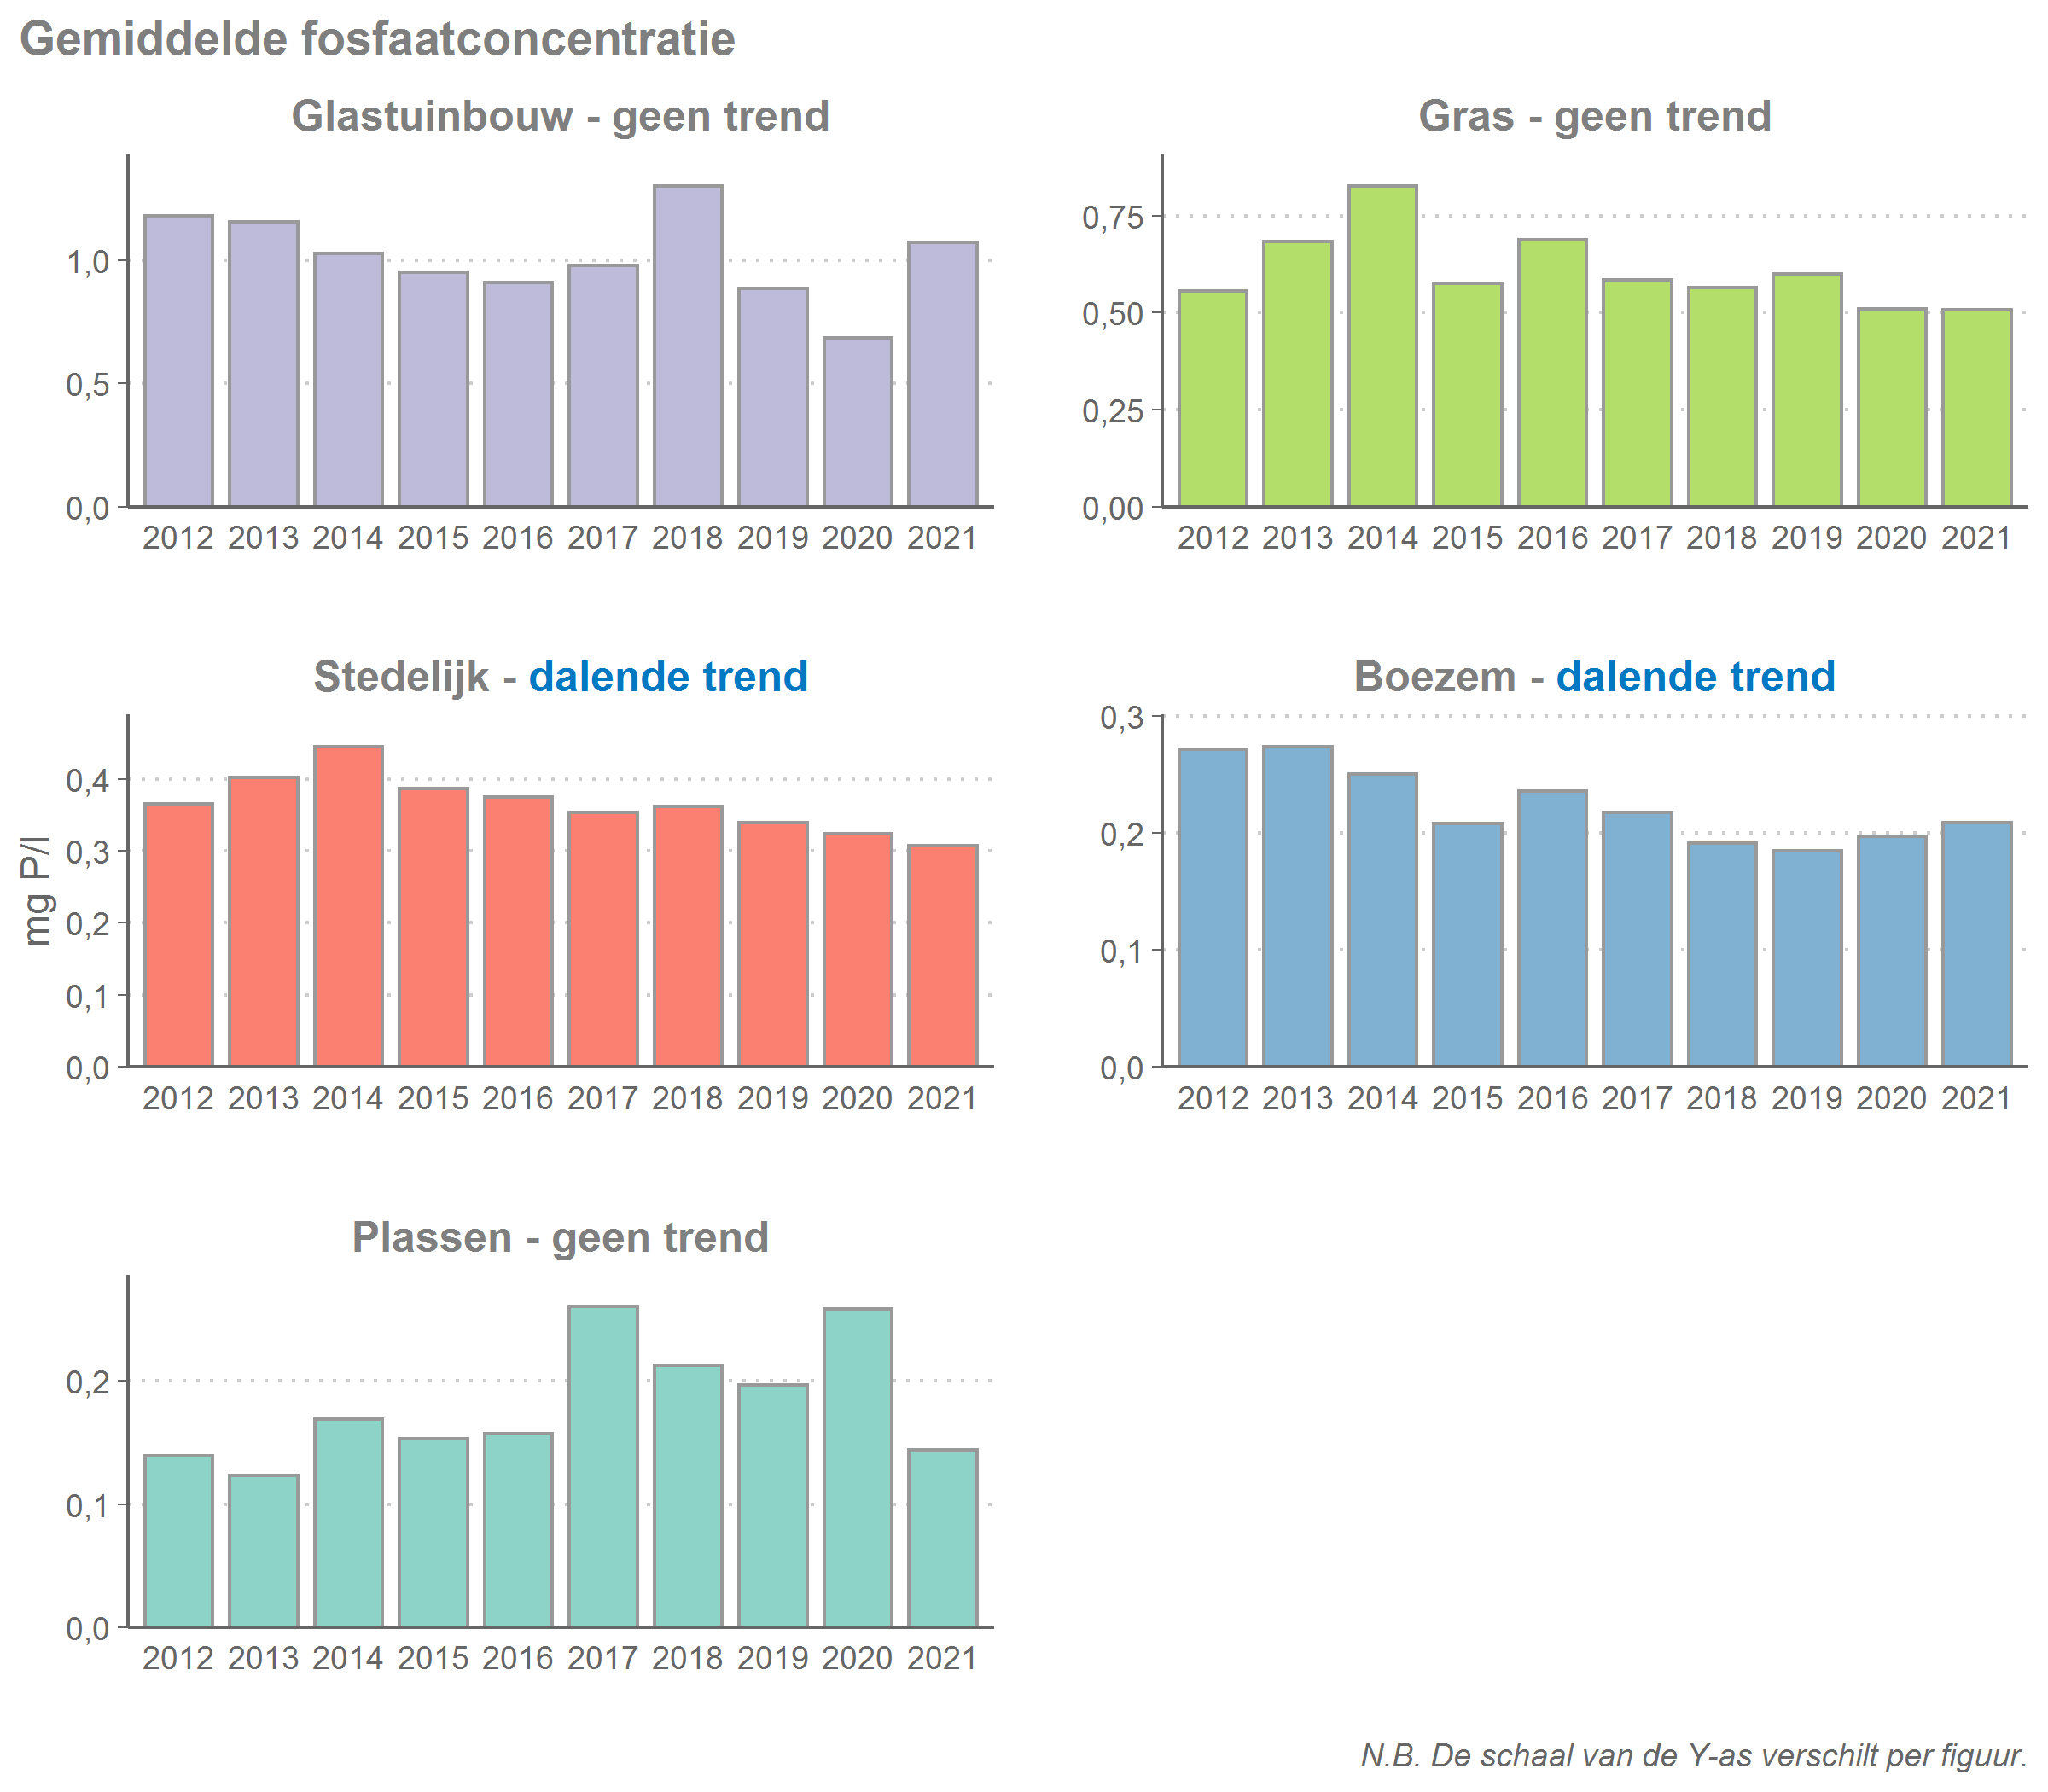 Gemiddelde fosfaatconcentratie
Glastuinbouw - geen trend
1,0
0,5
0,0
2012 2013 2014 2015 2016 2017 2018 2019 2020 2021
Gras - geen trend
0,75
0,50
0,25
0,00
2012 2013 2014 2015 2016 2017 2018 2019 2020 2021
mg P/l
Stedelijk - dalende trend
0,4
0,3
0,2
0,1
0,0
2012 2013 2014 2015 2016 2017 2018 2019 2020 2021
Boezem - dalende trend
0,3
0,2
0,1
0,0
2012 2013 2014 2015 2016 2017 2018 2019 2020 2021
Plassen - geen trend
0,2
0,1
0,0
2012 2013 2014 2015 2016 2017 2018 2019 2020 2021
N.B. De schaal van de Y-as verschilt per figuur.